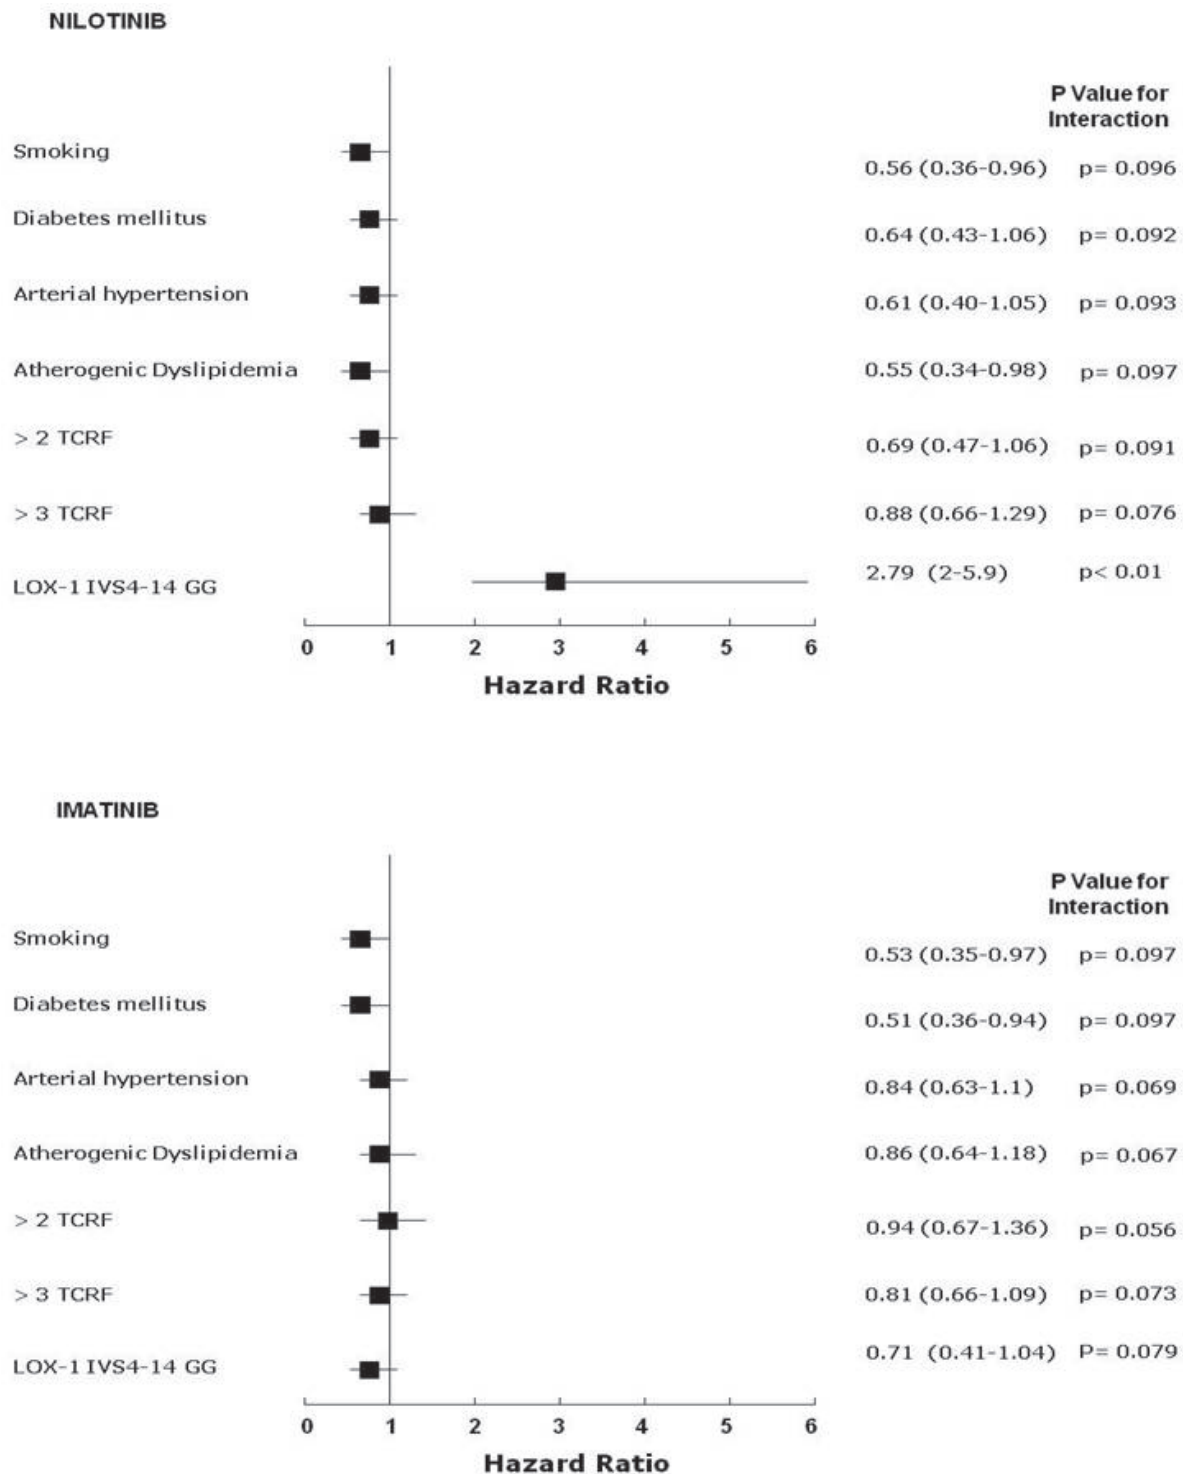 NILOTINIB
P Value for
Interaction
Smoking 0.56 (0.36-0.96) p= 0.096
Diabetes mellitus 0.64 (0.43-1.06) p= 0.092
Arterial hypertension 0.61 (0.40-1.05) p= 0.093
Atherogenic Dyslipidemia 0.55 (0.34-0.98) p= 0.097
> 2 TCRF 0.69 (0.47-1.06) p= 0.091
> 3 TCRF 0.88 (0.66-1.29) p= 0.076
LOX-1 IVS4-14 GG 2.79 (2-5.9) p< 0.01
0 1 2 3 4 5 6
Hazard Ratio
IMATINIB
P Value for
Interaction
Smoking 0.53 (0.35-0.97) p= 0.097
Diabetes mellitus 0.51 (0.36-0.94) p= 0.097
Arterial hypertension 0.84 (0.63-1.1) p= 0.069
Atherogenic Dyslipidemia 0.86 (0.64-1.18) p= 0.067
> 2 TCRF 0.94 (0.67-1.36) p= 0.056
> 3 TCRF 0.81 (0.66-1.09) p= 0.073
LOX-1 IVS4-14 GG 0.71 (0.41-1.04) P= 0.079
0 1 2 3 4 5 6
Hazard Ratio